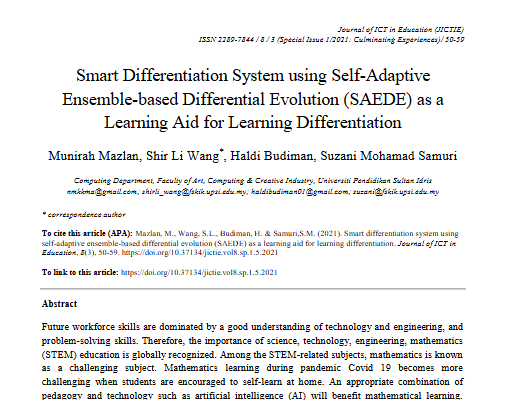 Journal of ICT in Education (JICTIE)
ISSN 2289-7844 / 8 / 3 (Special Issue 1/2021: Culminating Experiences)/ 50-59
Smart Differentiation System using Self-Adaptive
Ensemble-based Differential Evolution (SAEDE) as a
Learning Aid for Learning Differentiation
Munirah Mazlan, Shir Li Wang*, Haldi Budiman, Suzani Mohamad Samuri
Computing Department, Faculty of Art, Computing & Creative Industry, Universiti Pendidikan Sultan Idris
nmkkma@gmail.com; shirli_wang@fskik.upsi.edu.my; haldibudiman01@gmail.com; suzani@fskik.upsi.edu.my
* correspondence author
To cite this article (APA): Mazlan, M., Wang, S.L., Budiman, H. & Samuri,S.M. (2021). Smart differentiation system using
self-adaptive ensemble-based differential evolution (SAEDE) as a learning aid for learning differentiation. Journal of ICT in
Education, 8(3), 50-59. https://doi.org/10.37134/jictie.vol8.sp.1.5.2021
To link to this article: https://doi.org/10.37134/jictie.vol8.sp.1.5.2021
Abstract
Future workforce skills are dominated by a good understanding of technology and engineering, and
problem-solving skills. Therefore, the importance of science, technology, engineering, mathematics
(STEM) education is globally recognized. Among the STEM-related subjects, mathematics is known
as a challenging subject. Mathematics learning during pandemic Covid 19 becomes more
challenging when students are encouraged to self-learn at home. An appropriate combination of
pedagogy and technology such as artificial intelligence (AI) will benefit mathematical learning.